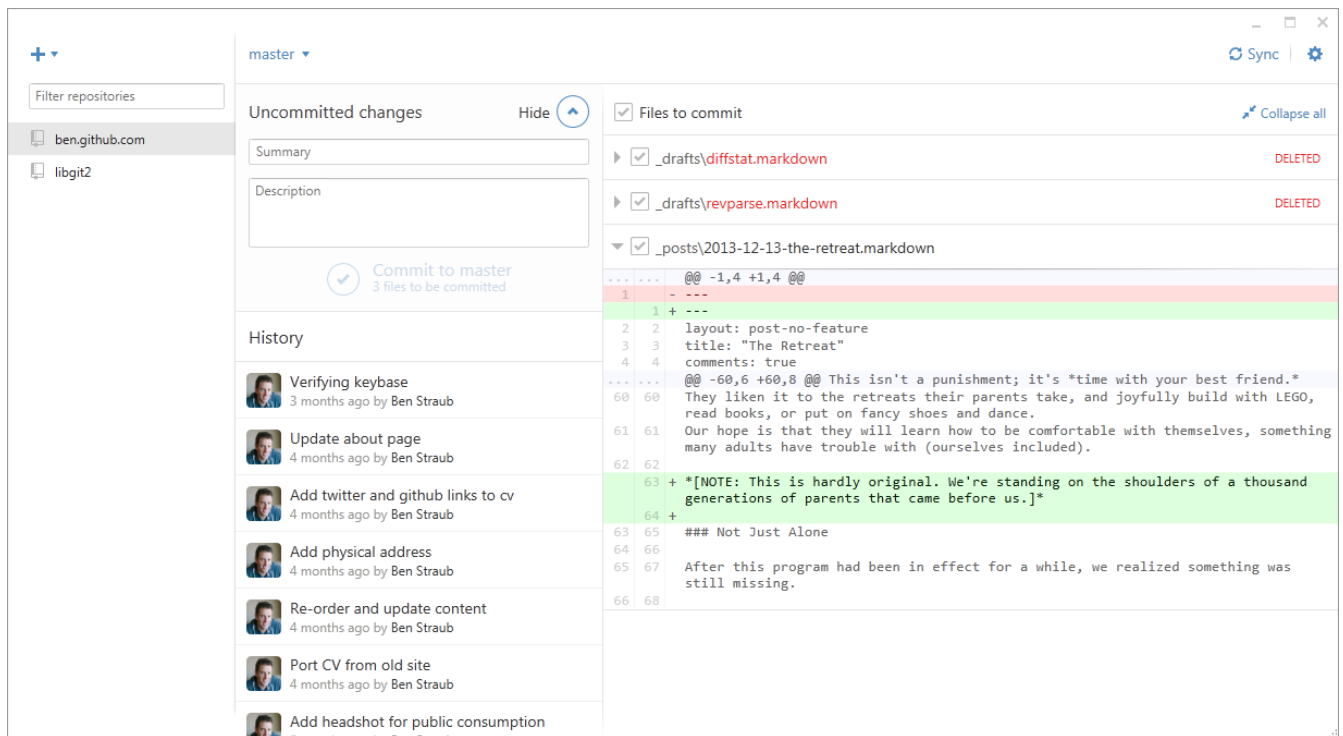 master
Sync
Filter repositories
ben.github.com
libgit2
Uncommitted changes
Hide
Summary
Description
Commit to master
3 files to be committed
History
Verifying keybase
3 months ago by Ben Straub
Update about page
4 months ago by Ben Straub
Add twitter and github links to cv
4 months ago by Ben Straub
Add physical address
4 months ago by Ben Straub
Re-order and update content
4 months ago by Ben Straub
Port CV from old site
4 months ago by Ben Straub
Add headshot for public consumption
Files to commit
Collapse all
_drafts\diffstat.markdown
DELETED
_drafts\revparse.markdown
DELETED
_posts\2013-12-13-the-retreat.markdown
... ... @@ -1,4 +1,4 @@
1 - ---
1 + ---
2 2 layout: post-no-feature
3 3 title: "The Retreat"
4 4 comments: true
... ... @@ -60,6 +60,8 @@ This isn't a punishment; it's *time with your best friend.*
60 60 They liken it to the retreats their parents take, and joyfully build with LEGO,
read books, or put on fancy shoes and dance.
61 61 Our hope is that they will learn how to be comfortable with themselves, something
many adults have trouble with (ourselves included).
62 62
63 + *[NOTE: This is hardly original. We're standing on the shoulders of a thousand
generations of parents that came before us.]*
64 +
63 65 ### Not Just Alone
64 66
65 67 After this program had been in effect for a while, we realized something was
still missing.
66 68